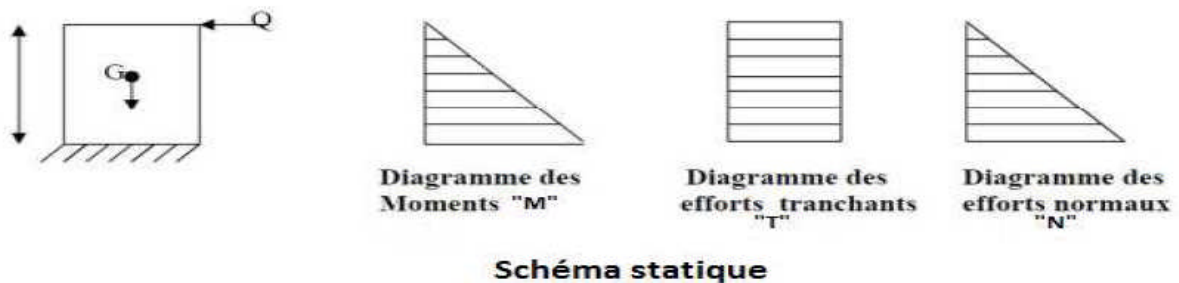 Q
G
Diagramme des
Moments "M"
Diagramme des
efforts tranchants
"T"
Diagramme des
efforts normaux
"N"
Schéma statique